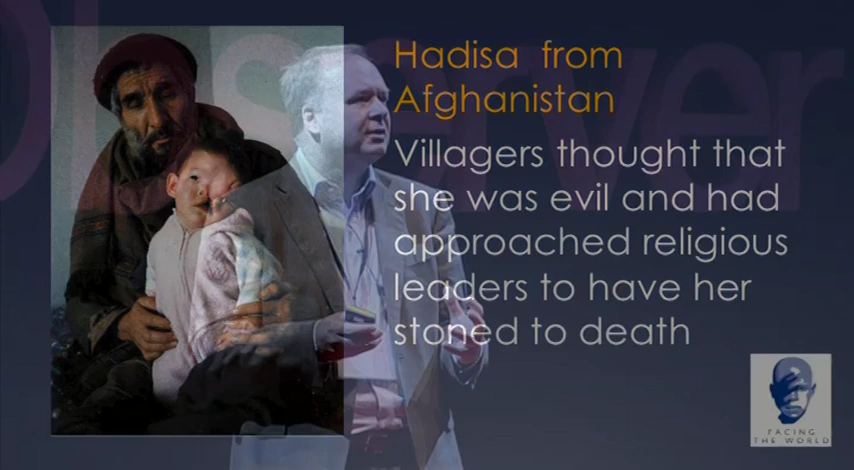 Observer
Hadisa from
Afghanistan
Villagers thought that
she was evil and had
approached religious
leaders to have her
stoned to death
FACING
THE WORLD